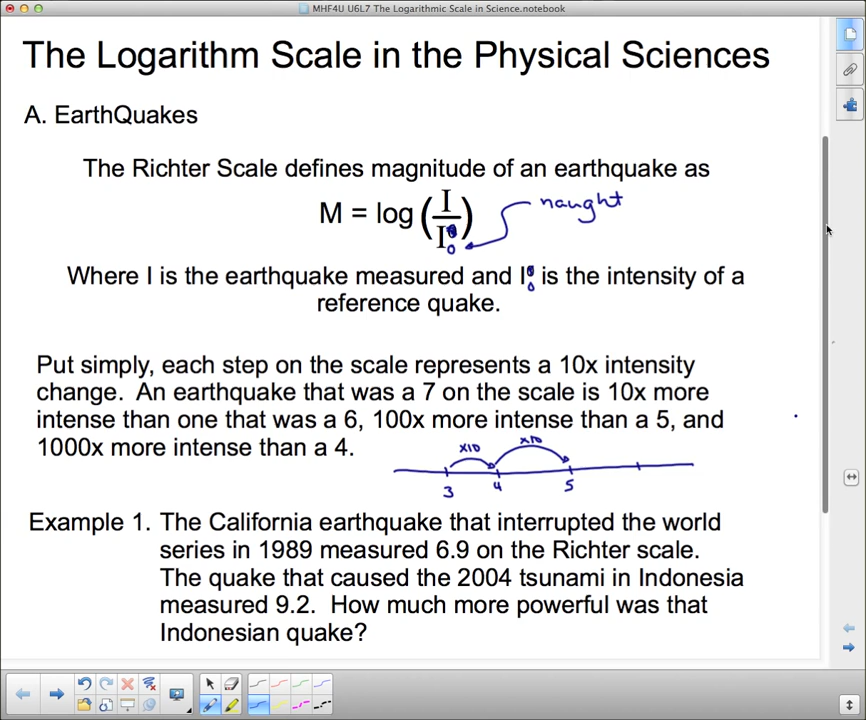 MHF4U U6L7 The Logarithmic Scale in Science.notebook
The Logarithm Scale in the Physical Sciences
A. EarthQuakes
The Richter Scale defines magnitude of an earthquake as
M = log (I/I₀)
naught
Where I is the earthquake measured and I₀ is the intensity of a
reference quake.
Put simply, each step on the scale represents a 10x intensity
change. An earthquake that was a 7 on the scale is 10x more
intense than one that was a 6, 100x more intense than a 5, and
1000x more intense than a 4.
x10 x10
3 4 5
Example 1. The California earthquake that interrupted the world
series in 1989 measured 6.9 on the Richter scale.
The quake that caused the 2004 tsunami in Indonesia
measured 9.2. How much more powerful was that
Indonesian quake?